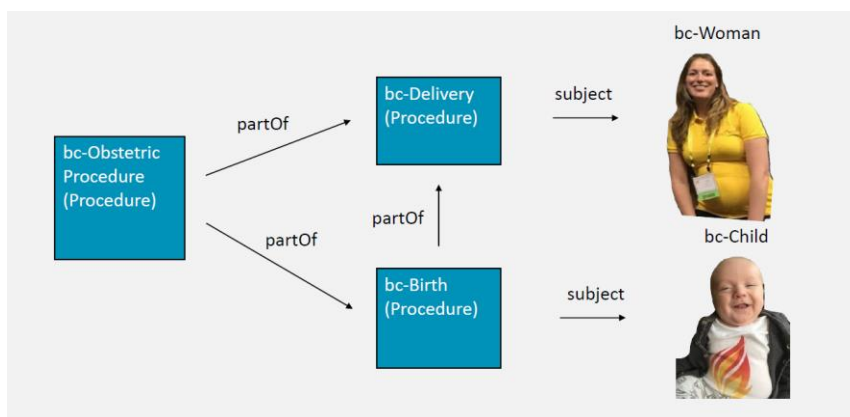 bc-Woman
bc-Delivery
(Procedure)
subject
partOf
bc-Obstetric
Procedure
(Procedure)
partOf
partOf
bc-Child
bc-Birth
(Procedure)
subject